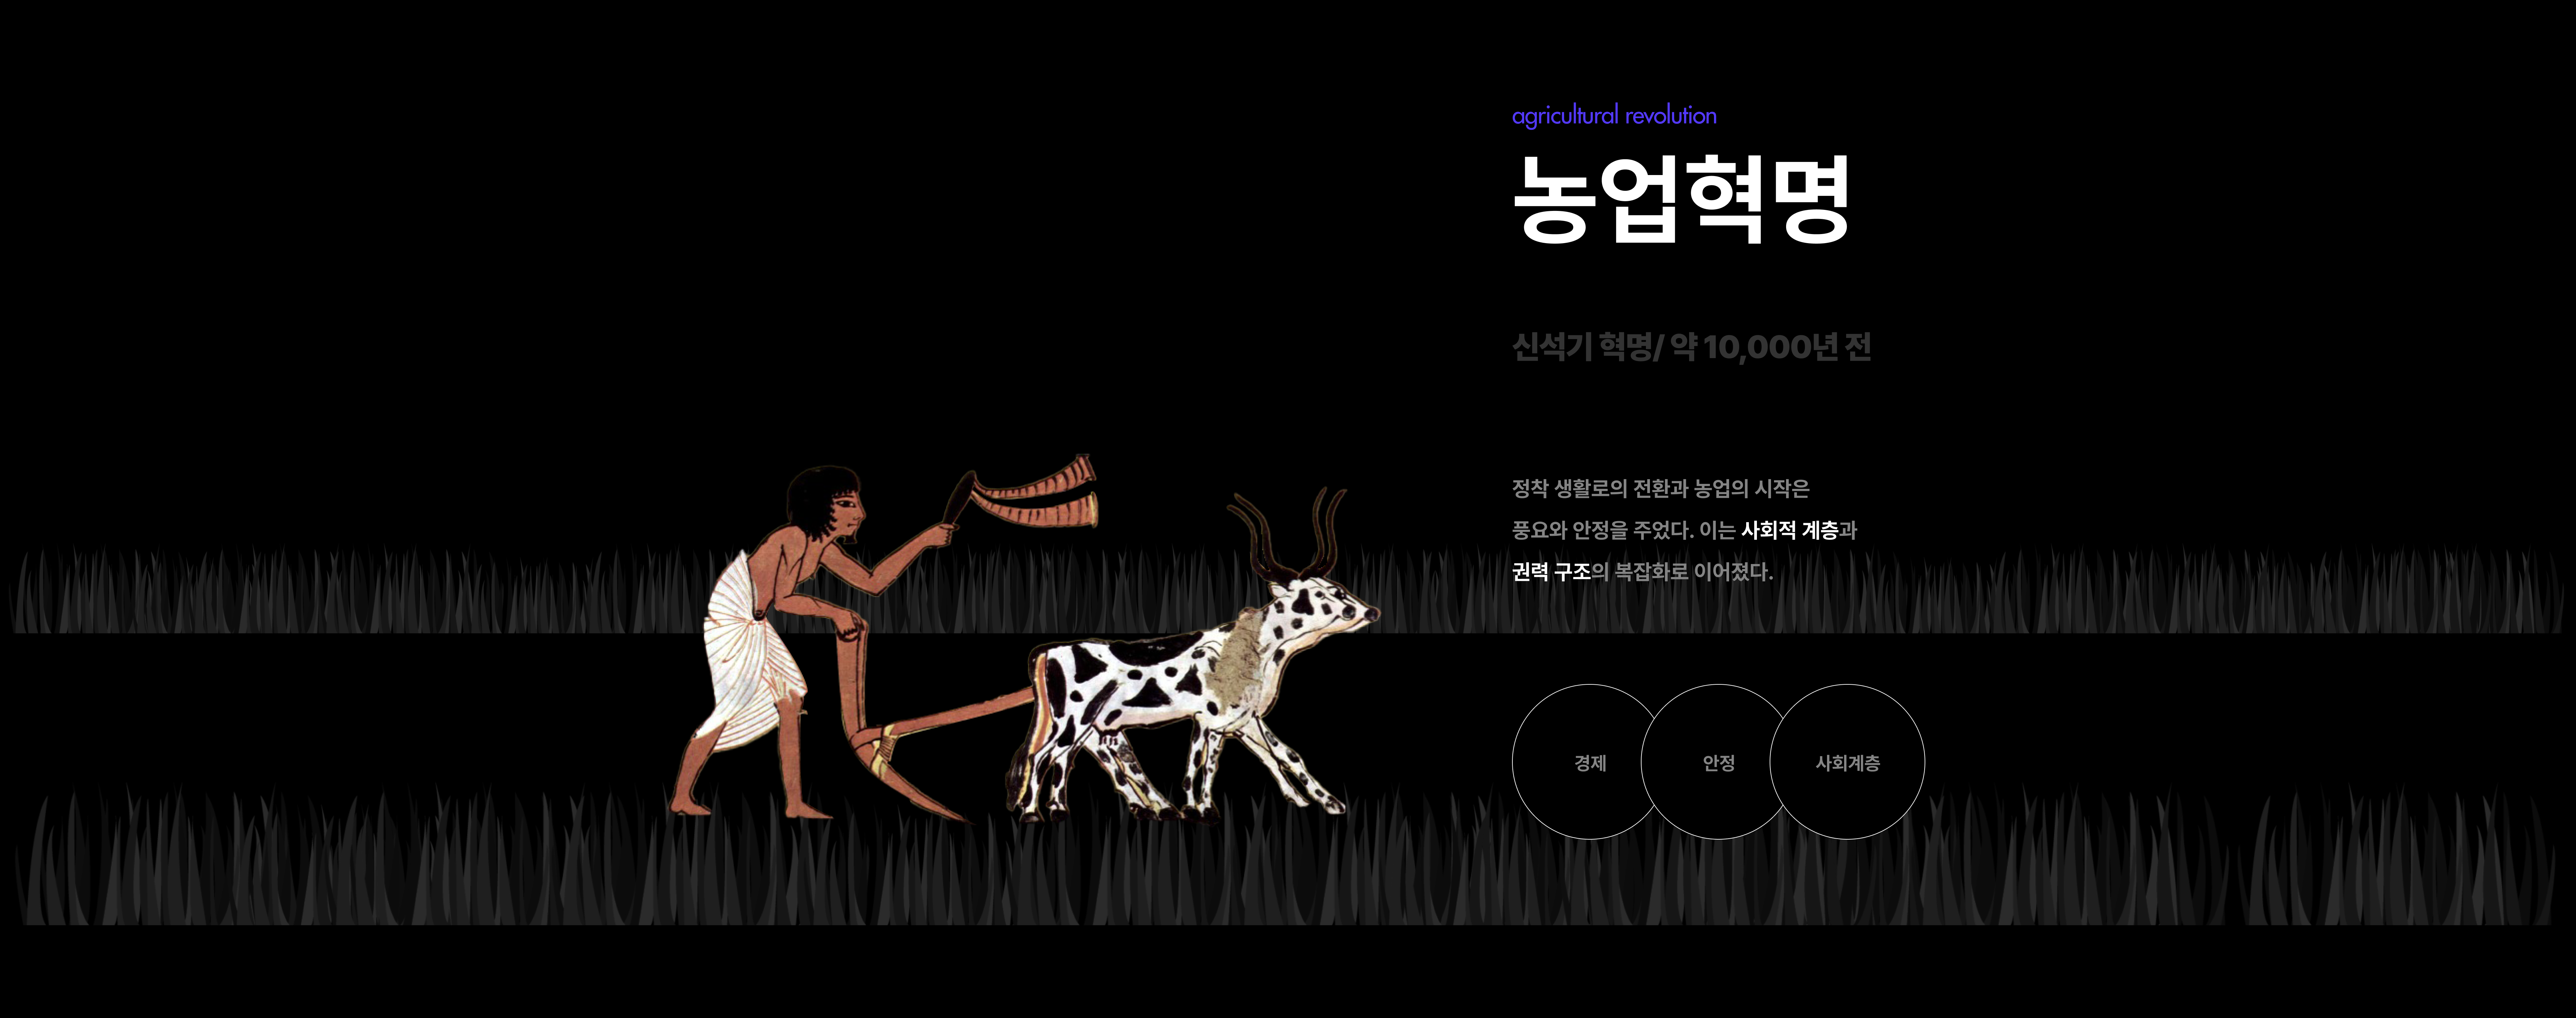 agricultural revolution
농업혁명
신석기 혁명/ 약 10,000년 전
정착 생활로의 전환과 농업의 시작은
풍요와 안정을 주었다. 이는 사회적 계층과
권력 구조의 복잡화로 이어졌다.
경제
안정
사회계층